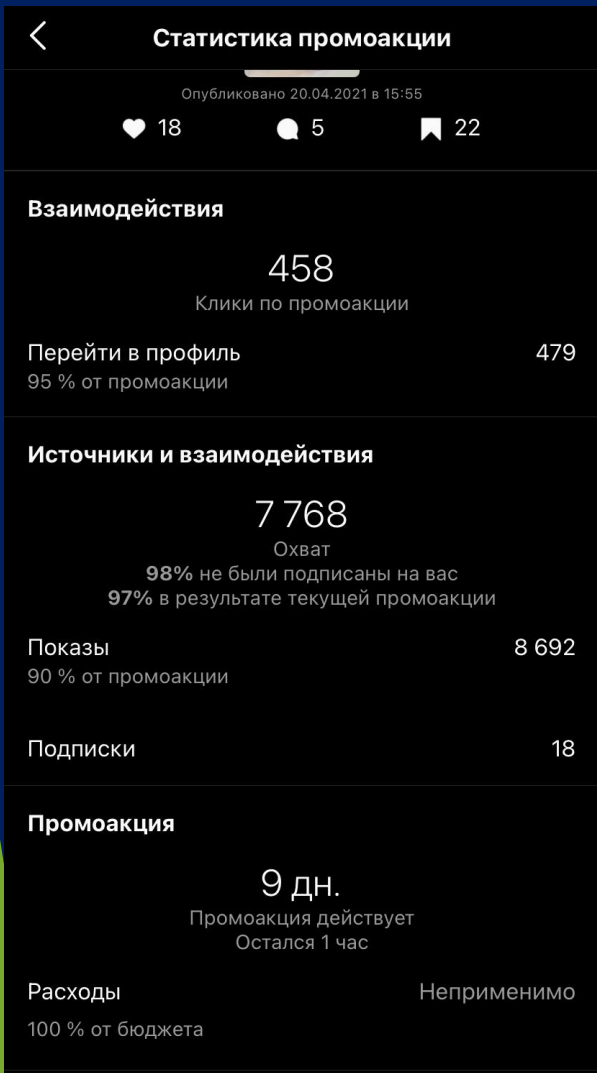 Статистика промоакции
Опубликовано 20.04.2021 в 15:55
18 5 22
Взаимодействия
458
Клики по промоакции
Перейти в профиль 479
95 % от промоакции
Источники и взаимодействия
7 768
Охват
98% не были подписаны на вас
97% в результате текущей промоакции
Показы 8 692
90 % от промоакции
Подписки 18
Промоакция
9 дн.
Промоакция действует
Остался 1 час
Расходы Неприменимо
100 % от бюджета